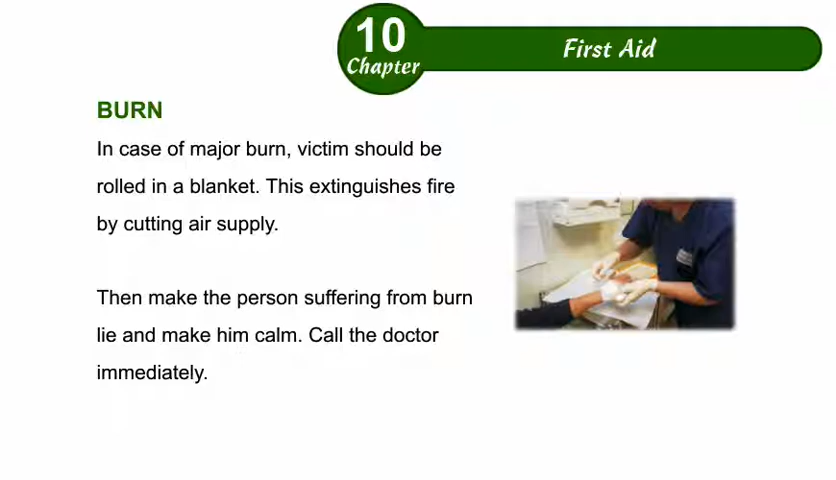 10
Chapter
First Aid
BURN
In case of major burn, victim should be
rolled in a blanket. This extinguishes fire
by cutting air supply.
Then make the person suffering from burn
lie and make him calm. Call the doctor
immediately.